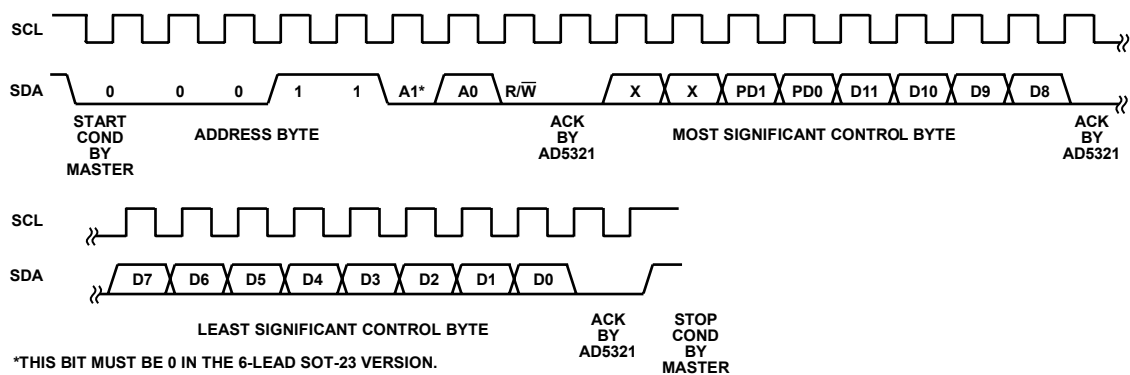 SCL
SDA 0 0 0 1 1 A1* A0 R/W̅ X X PD1 PD0 D11 D10 D9 D8
START
COND
BY
MASTER
ADDRESS BYTE
ACK
BY
AD5321
MOST SIGNIFICANT CONTROL BYTE
ACK
BY
AD5321
SCL
SDA D7 D6 D5 D4 D3 D2 D1 D0
LEAST SIGNIFICANT CONTROL BYTE
ACK
BY
AD5321
STOP
COND
BY
MASTER
*THIS BIT MUST BE 0 IN THE 6-LEAD SOT-23 VERSION.